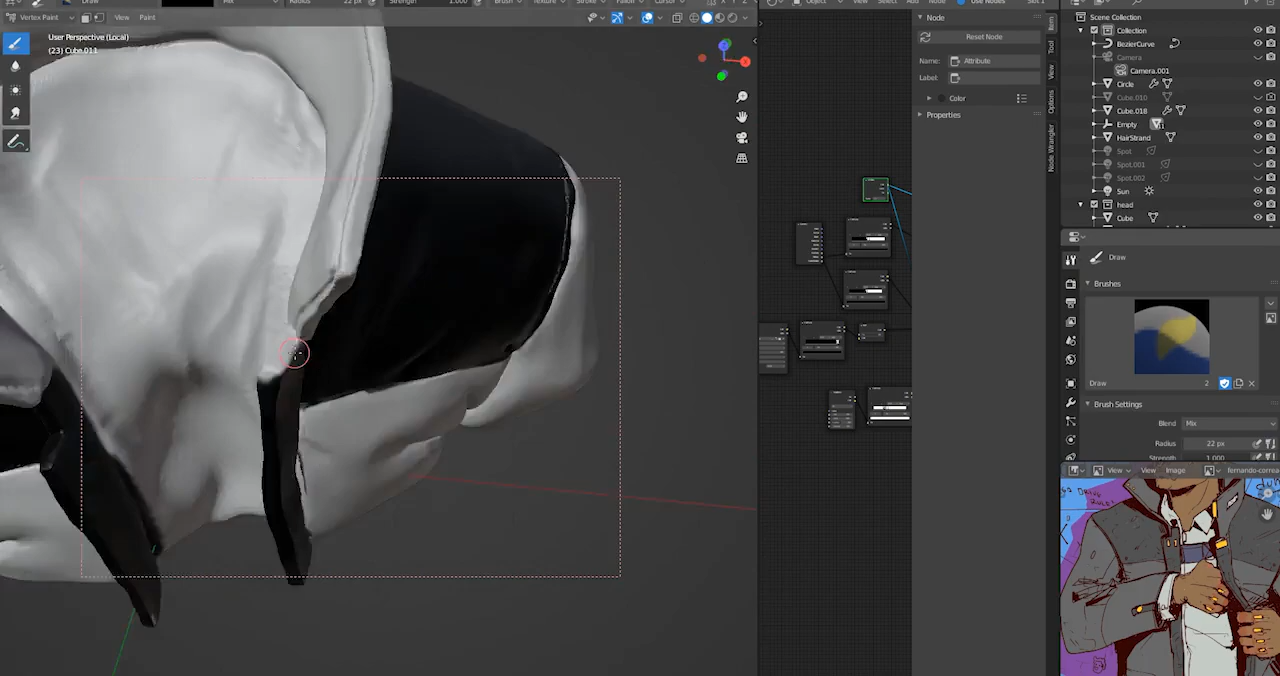 Draw
Mix
Radius
22 px
Strength
1.000
Brush
Texture
Stroke
Falloff
Cursor
Object
View
Select
Add
Node
Use Nodes
Slot 1
Vertex Paint
View
Paint
User Perspective (Local)
(23) Cube.011
Node
Reset Node
Name:
Attribute
Label:
Color
Properties
Item
Tool
View
Options
Node Wrangler
Scene Collection
Collection
BezierCurve
Camera
Camera.001
Circle
Cube.010
Cube.018
Empty
HairStrand
Spot
Spot.001
Spot.002
Sun
head
Cube
Draw
Brushes
Draw
2
Brush Settings
Blend
Mix
Radius
22 px
Strength
1.000
View
View
Image
fernando-correa